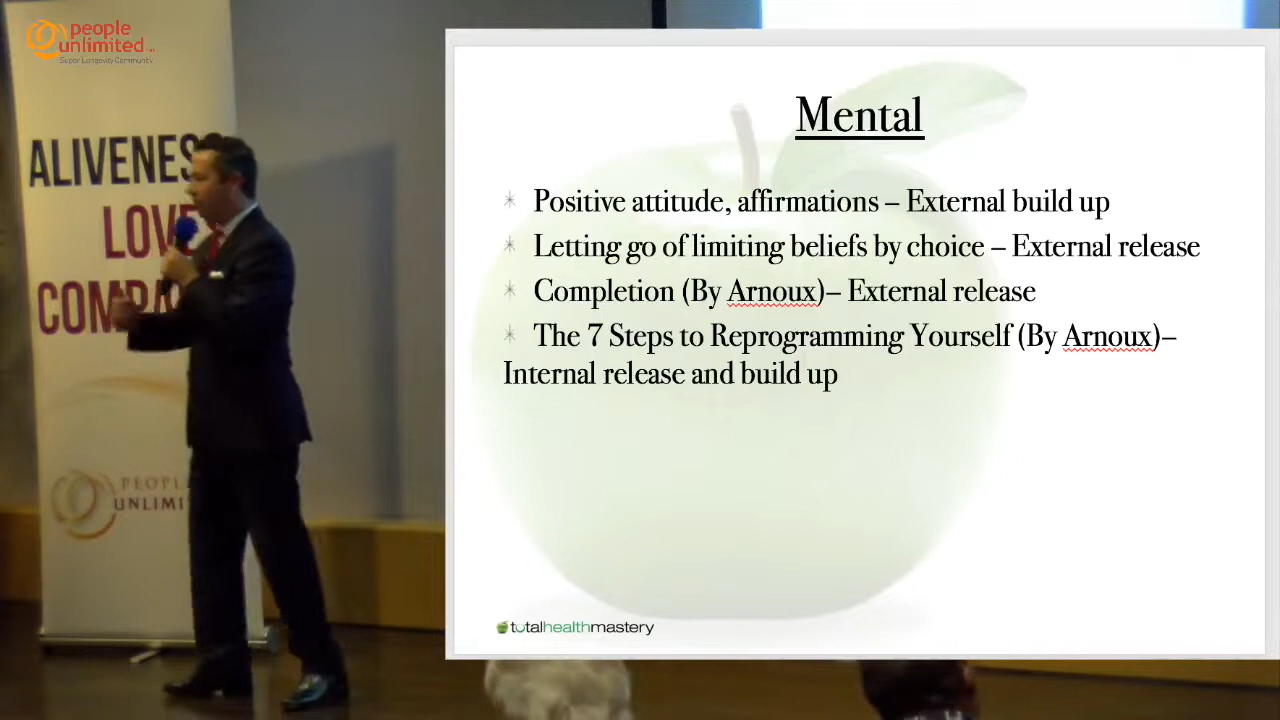 people
unlimited
Super Longevity Community
ALIVENES
LOVE
COMPA
PEOPL
UNLIMI
Mental
Positive attitude, affirmations – External build up
Letting go of limiting beliefs by choice – External release
Completion (By Arnoux)– External release
The 7 Steps to Reprogramming Yourself (By Arnoux)–
Internal release and build up
totalhealthmastery